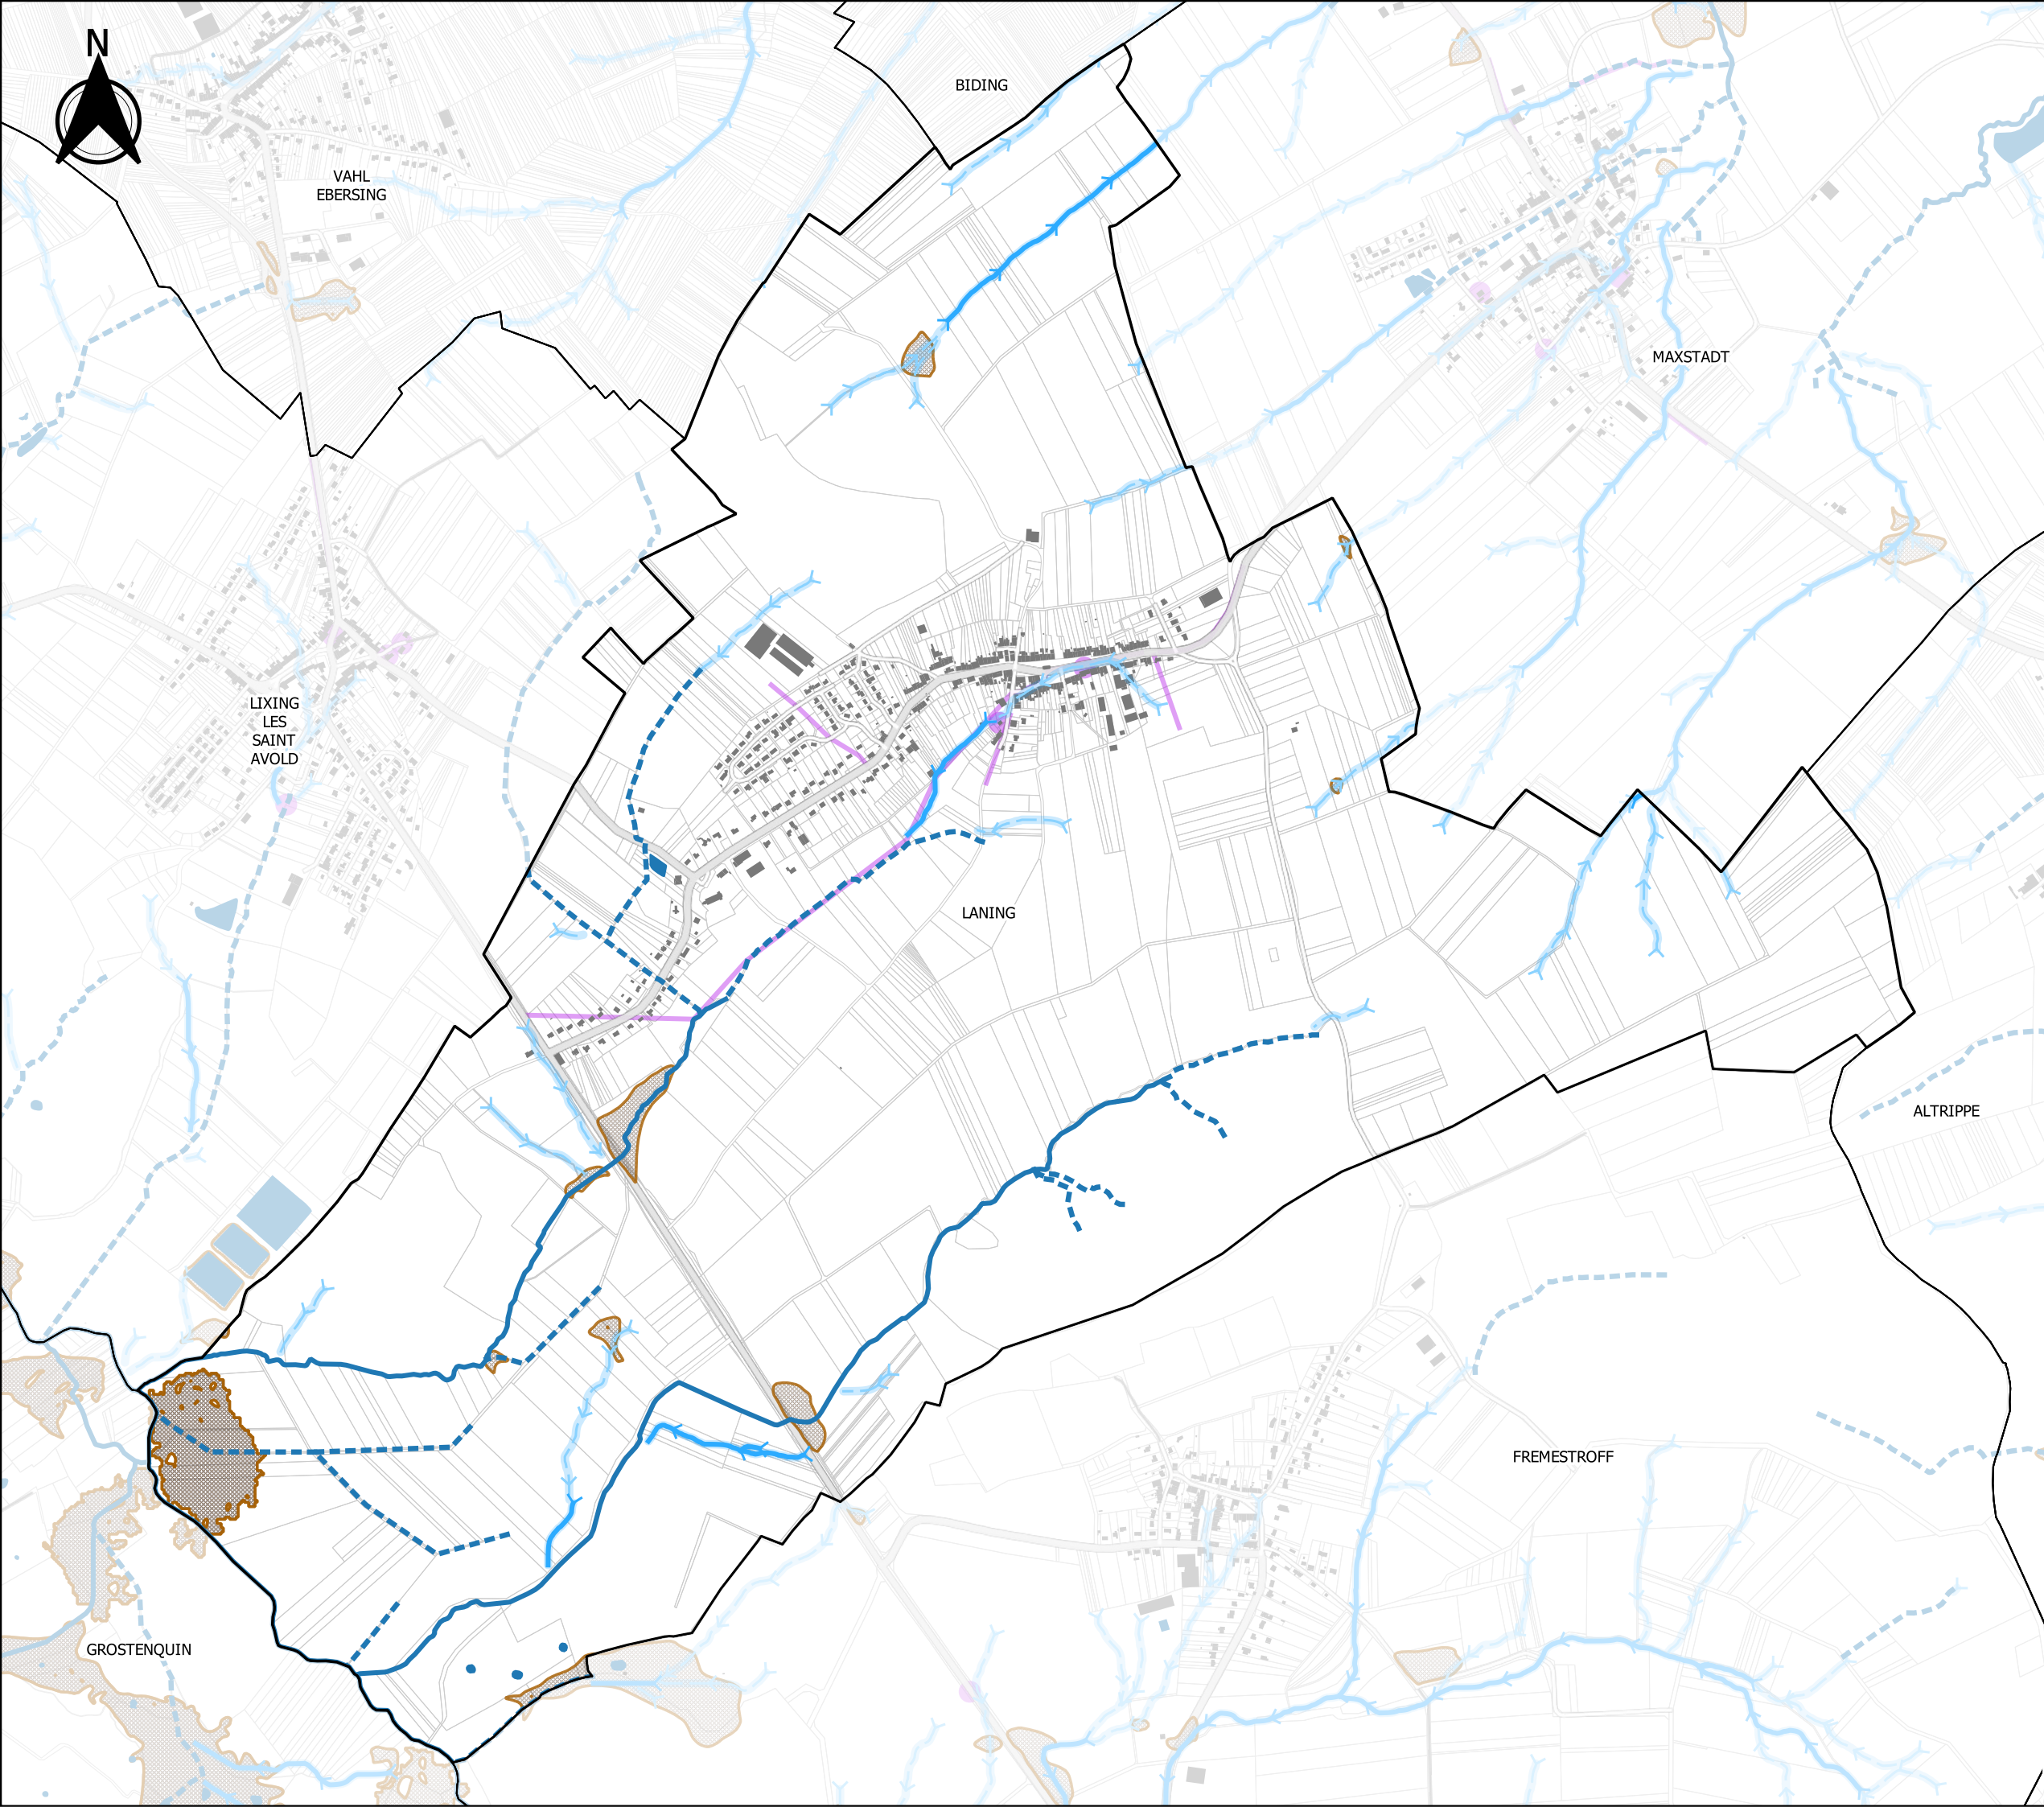 N
BIDING
VAHL
EBERSING
MAXSTADT
LIXING
LES
SAINT
AVOLD
LANING
ALTRIPPE
FREMESTROFF
GROSTENQUIN